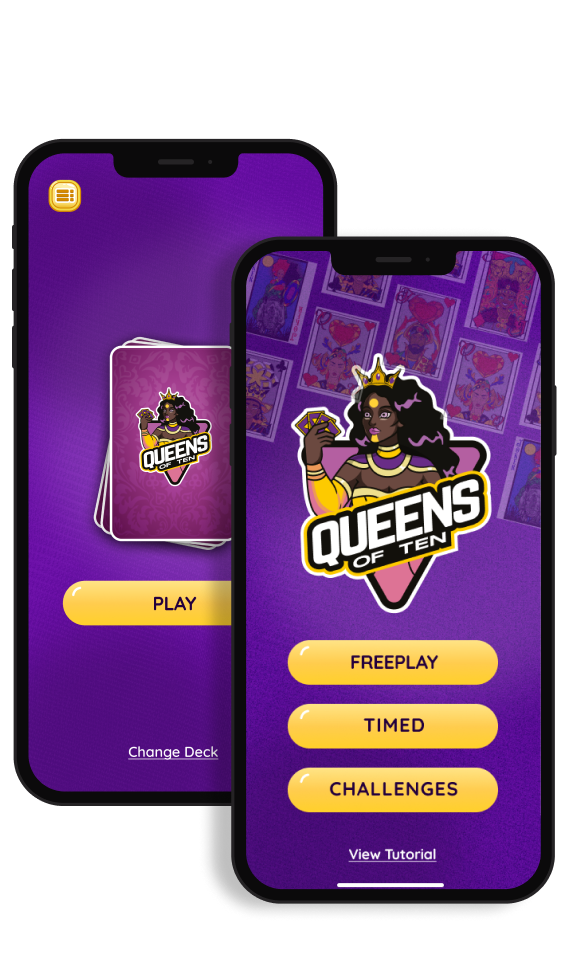 QUEENS
OF TEN
PLAY
Change Deck
QUEENS
OF TEN
FREEPLAY
TIMED
CHALLENGES
View Tutorial